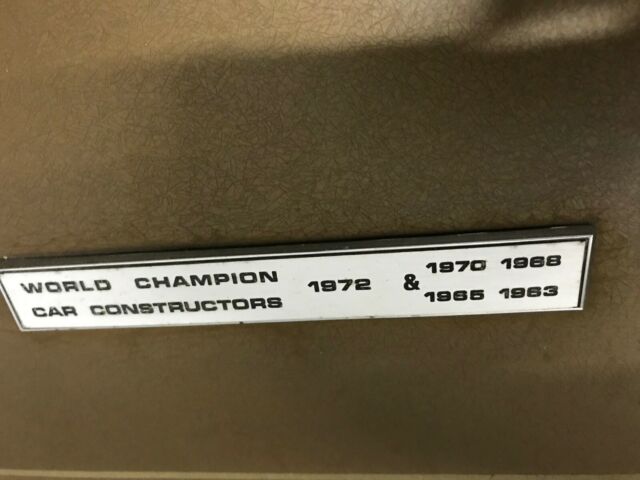 WORLD CHAMPION
CAR CONSTRUCTORS
1972 &
1970 1968
1965 1963